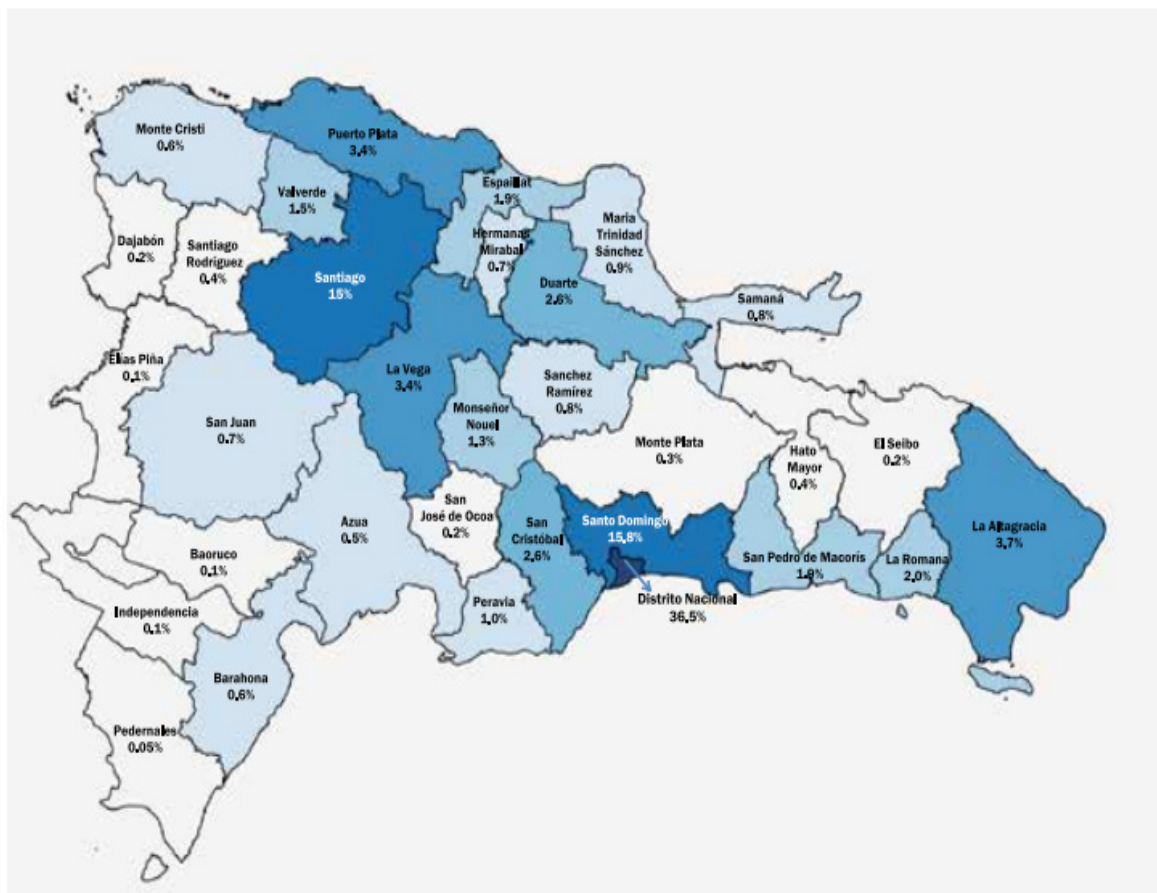 Monte Cristi
0.6%
Puerto Plata
3.4%
Valverde
1.5%
Espaillat
1.9%
Dajabón
0.2%
Santiago
Rodríguez
0.4%
Hermanas
Mirabal
0.7%
Maria
Trinidad
Sánchez
0.9%
Santiago
15%
Duarte
2.6%
Samaná
0.8%
Elías Piña
0.1%
La Vega
3.4%
Sanchez
Ramírez
0.8%
San Juan
0.7%
Monseñor
Nouel
1.3%
Monte Plata
0.3%
Hato
Mayor
0.4%
El Seibo
0.2%
San
José de Ocoa
0.2%
Azua
0.5%
San
Cristóbal
2.6%
Santo Domingo
15.8%
La Altagracia
3.7%
Baoruco
0.1%
San Pedro de Macorís
1.9%
La Romana
2.0%
Independencia
0.1%
Peravia
1.0%
Distrito Nacional
36.5%
Barahona
0.6%
Pedernales
0.05%